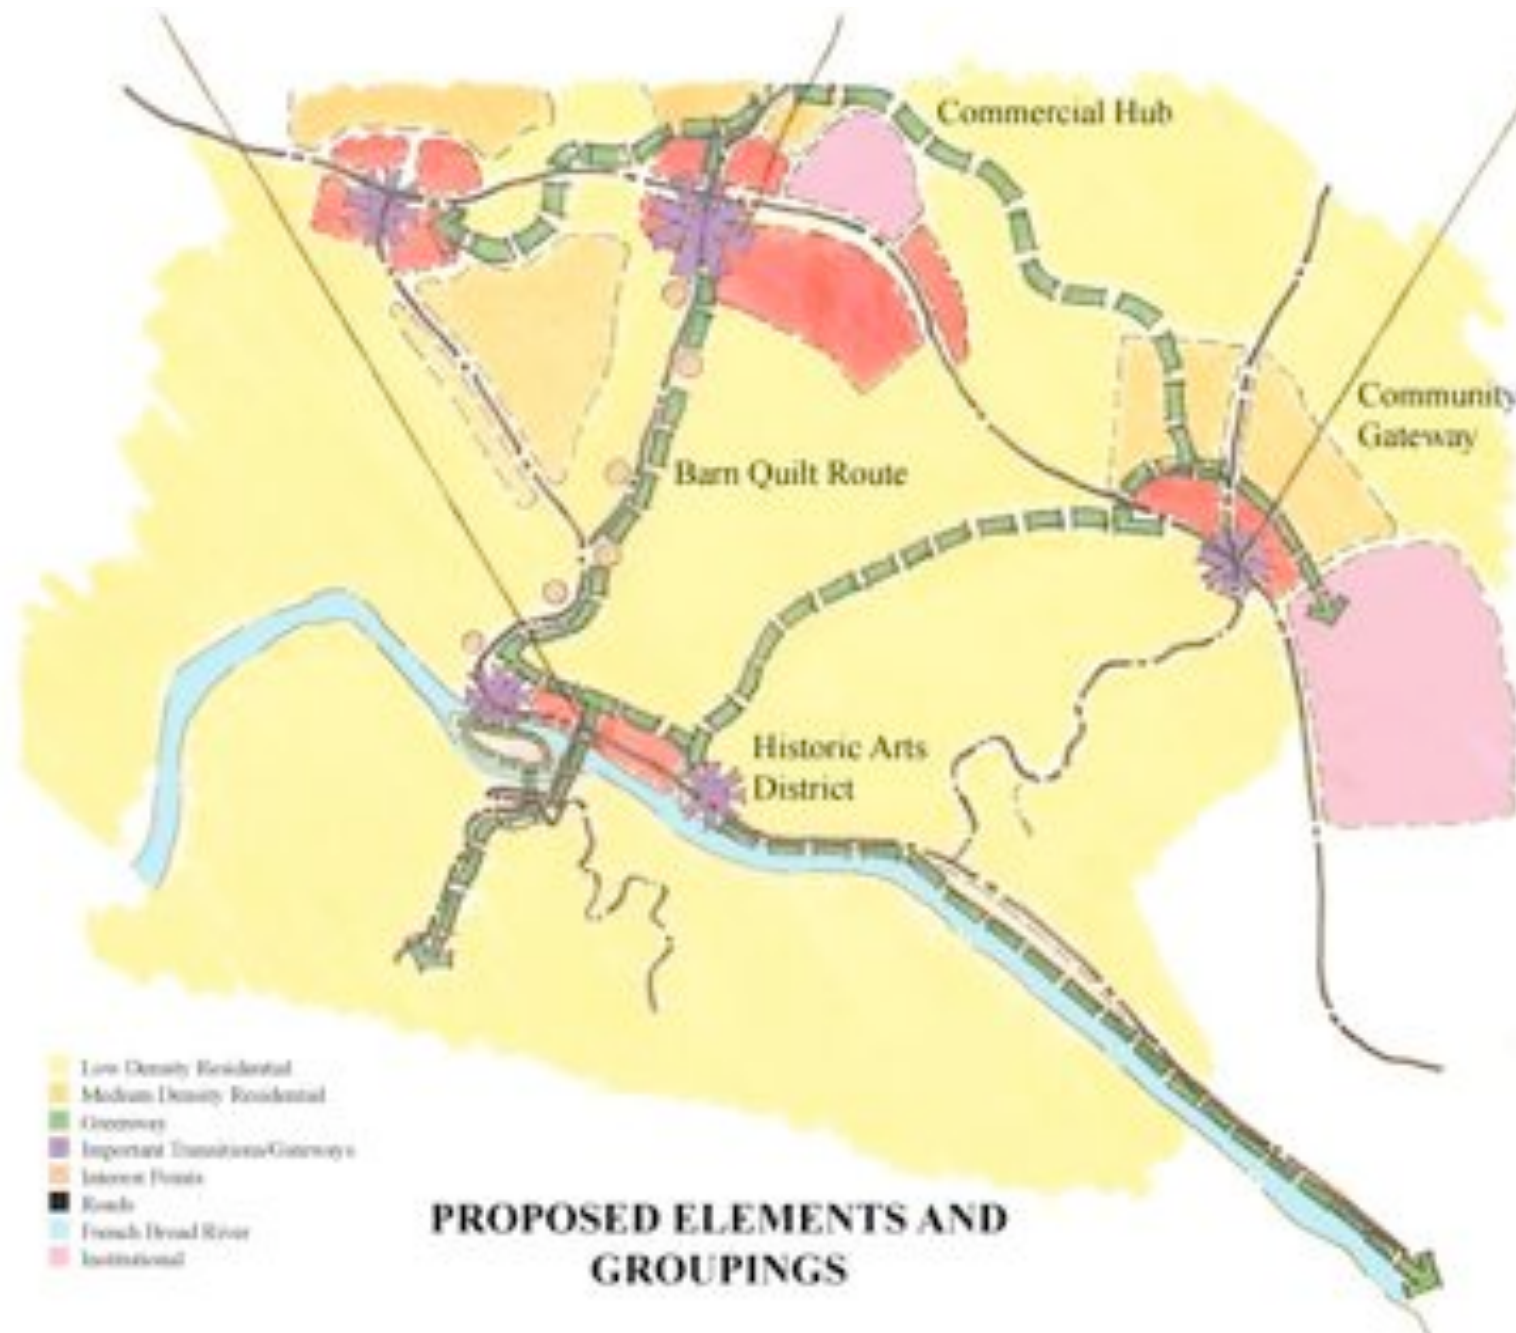 Commercial Hub
Community
Gateway
Barn Quilt Route
Historic Arts
District
Low Density Residential
Medium Density Residential
Greenway
Important Transitions/Gateways
Interest Points
Roads
French Broad River
Institutional
PROPOSED ELEMENTS AND
GROUPINGS